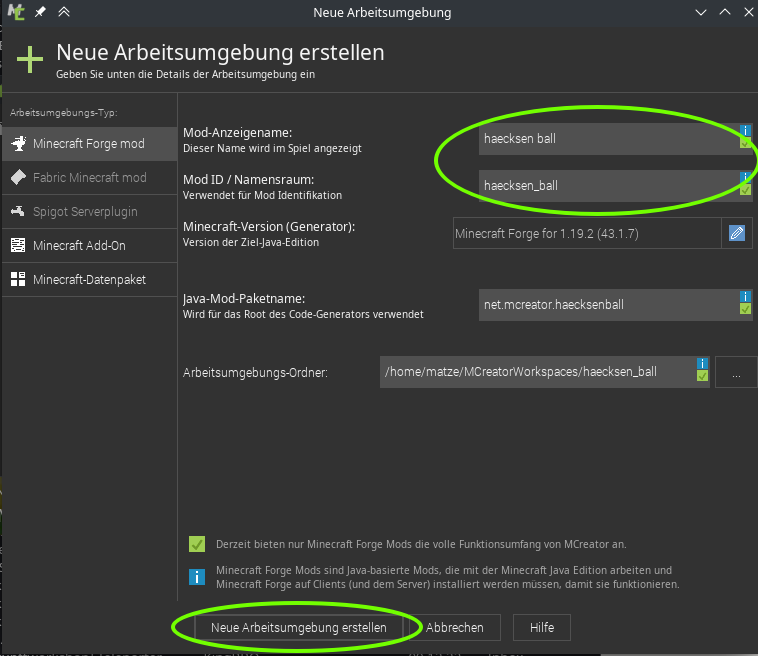 Neue Arbeitsumgebung
Neue Arbeitsumgebung erstellen
Geben Sie unten die Details der Arbeitsumgebung ein
Arbeitsumgebungs-Typ:
Minecraft Forge mod
Fabric Minecraft mod
Spigot Serverplugin
Minecraft Add-On
Minecraft-Datenpaket
Mod-Anzeigename:
Dieser Name wird im Spiel angezeigt
haecksen ball
Mod ID / Namensraum:
Verwendet für Mod Identifikation
haecksen_ball
Minecraft-Version (Generator):
Version der Ziel-Java-Edition
Minecraft Forge for 1.19.2 (43.1.7)
Java-Mod-Paketname:
Wird für das Root des Code-Generators verwendet
net.mcreator.haecksenball
Arbeitsumgebungs-Ordner:
/home/matze/MCreatorWorkspaces/haecksen_ball
...
Derzeit bieten nur Minecraft Forge Mods die volle Funktionsumfang von MCreator an.
Minecraft Forge Mods sind Java-basierte Mods, die mit der Minecraft Java Edition arbeiten und
Minecraft Forge auf Clients (und dem Server) installiert werden müssen, damit sie funktionieren.
Neue Arbeitsumgebung erstellen
Abbrechen
Hilfe